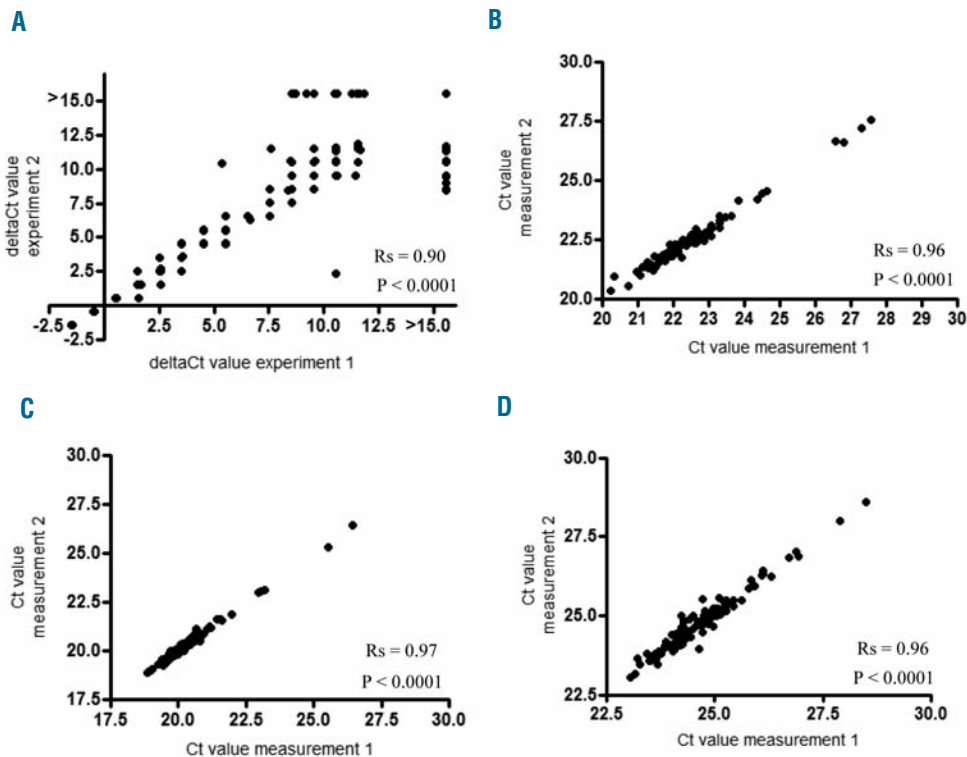 A
deltaCt value
experiment 2
>15.0
12.5
10.0
7.5
5.0
2.5
-2.5
-2.5
2.5
5.0
7.5
10.0
12.5
>15.0
Rs = 0.90
P < 0.0001
deltaCt value experiment 1
B
Ct value
measurement 2
30.0
27.5
25.0
22.5
20.0
20 21 22 23 24 25 26 27 28 29 30
Rs = 0.96
P < 0.0001
Ct value measurement 1
C
Ct value
measurement 2
30.0
27.5
25.0
22.5
20.0
17.5
17.5 20.0 22.5 25.0 27.5 30.0
Rs = 0.97
P < 0.0001
Ct value measurement 1
D
Ct value
measurement 2
30.0
27.5
25.0
22.5
22.5 25.0 27.5 30.0
Rs = 0.96
P < 0.0001
Ct value measurement 1